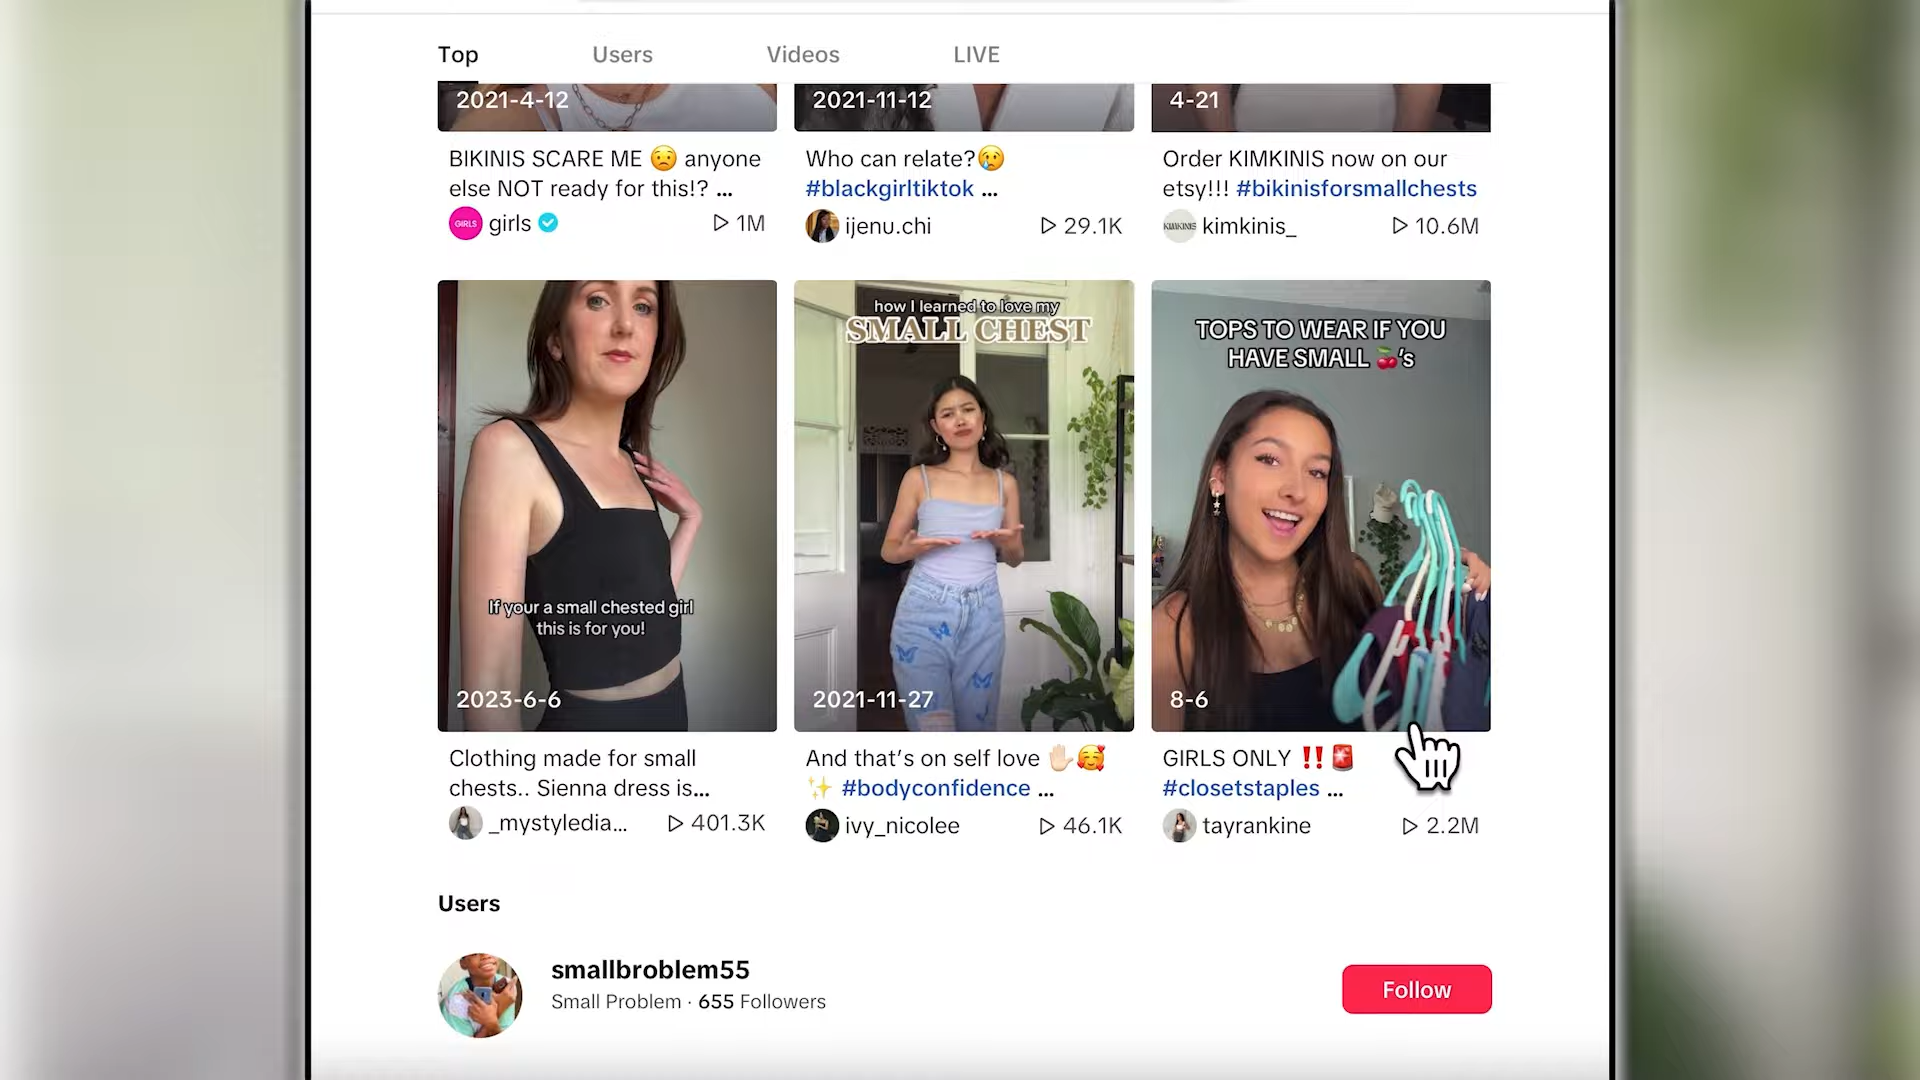 Top Users Videos LIVE
2021-4-12
2021-11-12
4-21
BIKINIS SCARE ME 😟 anyone
else NOT ready for this!? ...
GIRLS girls 1M
Who can relate?😢
#blackgirltiktok ...
ijenu.chi 29.1K
Order KIMKINIS now on our
etsy!!! #bikinisforsmallchests
KIMKINIS kimkinis_ 10.6M
If your a small chested girl
this is for you!
2023-6-6
how I learned to love my
SMALL CHEST
2021-11-27
TOPS TO WEAR IF YOU
HAVE SMALL 🍒's
8-6
Clothing made for small
chests.. Sienna dress is...
_mystyledia... 401.3K
And that's on self love ✋🏻🥰
✨ #bodyconfidence ...
ivy_nicolee 46.1K
GIRLS ONLY ‼️🚨
#closetstaples ...
tayrankine 2.2M
Users
smallbroblem55
Small Problem · 655 Followers
Follow